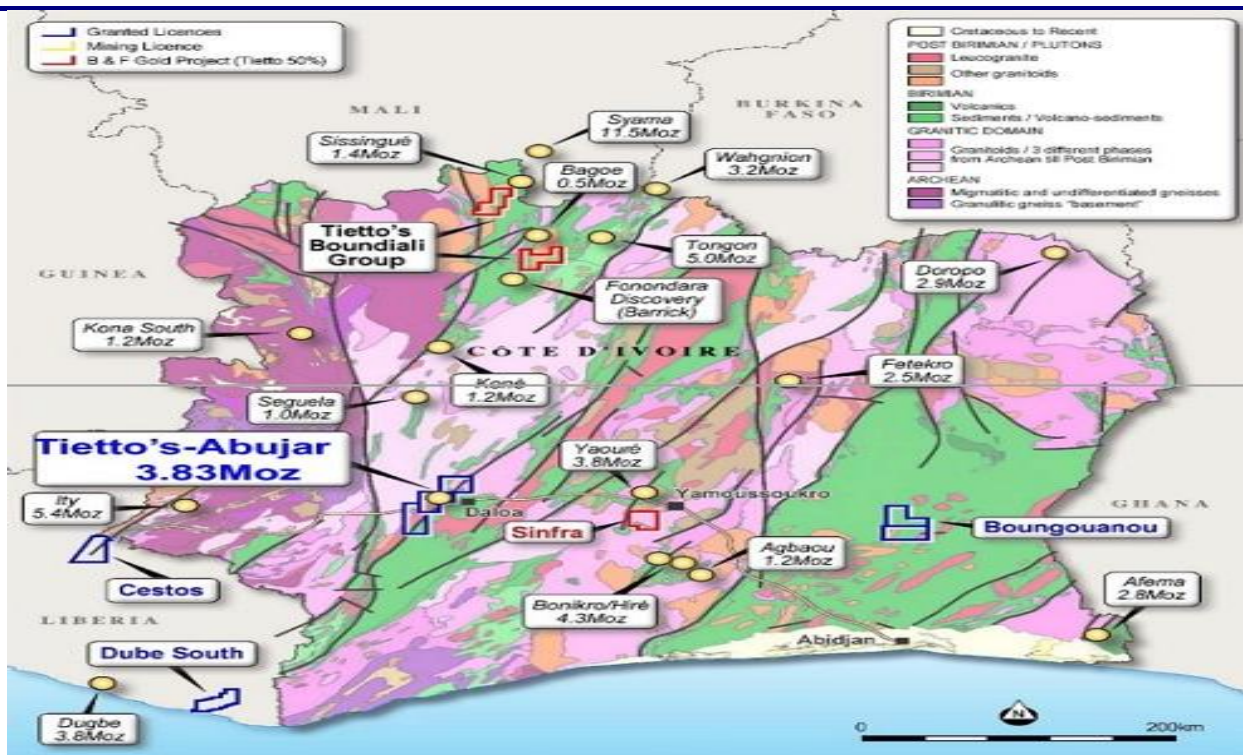 Granted Licences
Mining Licence
B & F Gold Project (Tietto 50%)
Cretaceous to Recent
POST BIRIMIAN / PLUTONS
Leucogranite
Other granitoids
BIRIMIAN
Volcanics
Sediments / Volcano-sediments
GRANITIC DOMAIN
Granitoids / 3 different phases
from Archean till Post Birimian
ARCHEAN
Migmatitic and undifferentiated gneisses
Granulitic gneiss "basement"
MALI
BURKINA
FASO
Syama
11.5Moz
Sissingué
1.4Moz
Bagoe
0.5Moz
Wahgnion
3.2Moz
Tietto's
Boundiali
Group
Tongon
5.0Moz
Doropo
2.9Moz
GUINEA
Fonondara
Discovery
(Barrick)
Kona South
1.2Moz
CÔTE D'IVOIRE
Fetekro
2.5Moz
Koné
1.2Moz
Seguela
1.0Moz
Tietto's-Abujar
3.83Moz
Yaouré
3.8Moz
Yamoussoukro
Daloa
Ity
5.4Moz
Sinfra
GHANA
Boungouanou
Agbaou
1.2Moz
Cestos
Bonikro/Hiré
4.3Moz
Afema
2.8Moz
LIBERIA
Abidjan
Dube South
Dugbe
3.8Moz
N
0
200km